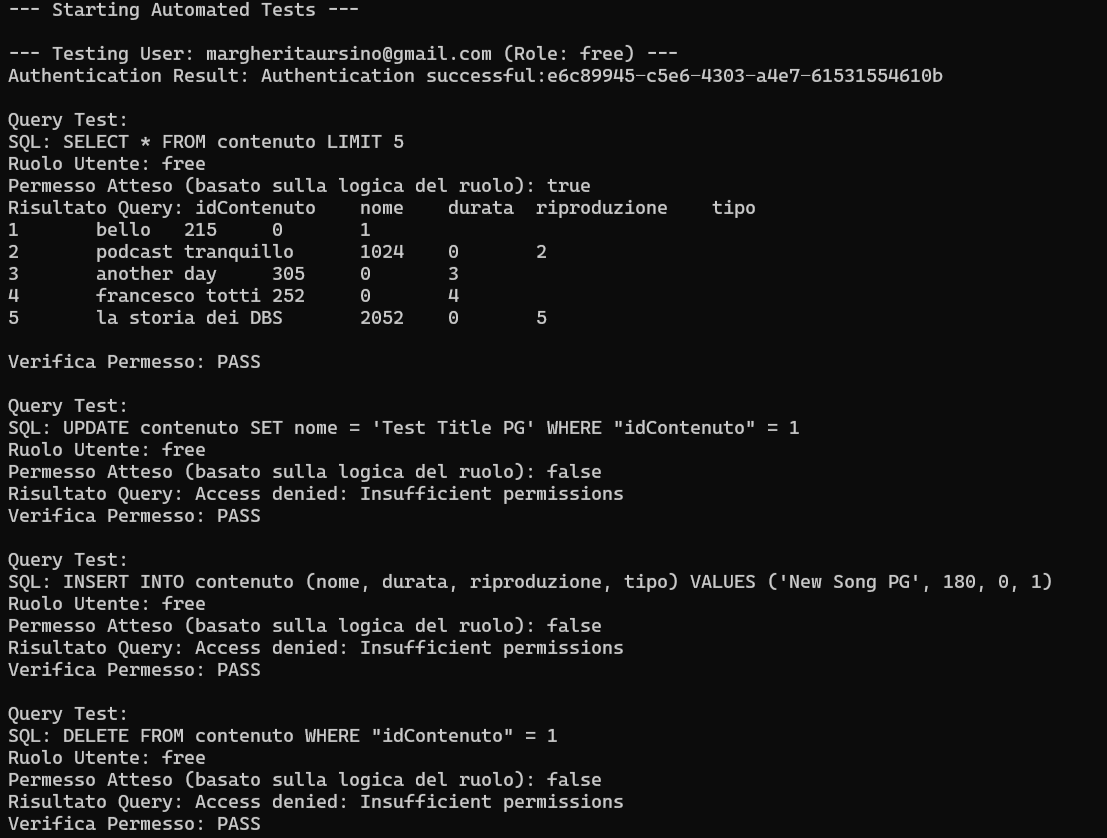 --- Starting Automated Tests ---
--- Testing User: margheritaursino@gmail.com (Role: free) ---
Authentication Result: Authentication successful:e6c89945-c5e6-4303-a4e7-61531554610b
Query Test:
SQL: SELECT * FROM contenuto LIMIT 5
Ruolo Utente: free
Permesso Atteso (basato sulla logica del ruolo): true
Risultato Query: idContenuto nome durata riproduzione tipo
1 bello 215 0 1
2 podcast tranquillo 1024 0 2
3 another day 305 0 3
4 francesco totti 252 0 4
5 la storia dei DBS 2052 0 5
Verifica Permesso: PASS
Query Test:
SQL: UPDATE contenuto SET nome = 'Test Title PG' WHERE "idContenuto" = 1
Ruolo Utente: free
Permesso Atteso (basato sulla logica del ruolo): false
Risultato Query: Access denied: Insufficient permissions
Verifica Permesso: PASS
Query Test:
SQL: INSERT INTO contenuto (nome, durata, riproduzione, tipo) VALUES ('New Song PG', 180, 0, 1)
Ruolo Utente: free
Permesso Atteso (basato sulla logica del ruolo): false
Risultato Query: Access denied: Insufficient permissions
Verifica Permesso: PASS
Query Test:
SQL: DELETE FROM contenuto WHERE "idContenuto" = 1
Ruolo Utente: free
Permesso Atteso (basato sulla logica del ruolo): false
Risultato Query: Access denied: Insufficient permissions
Verifica Permesso: PASS